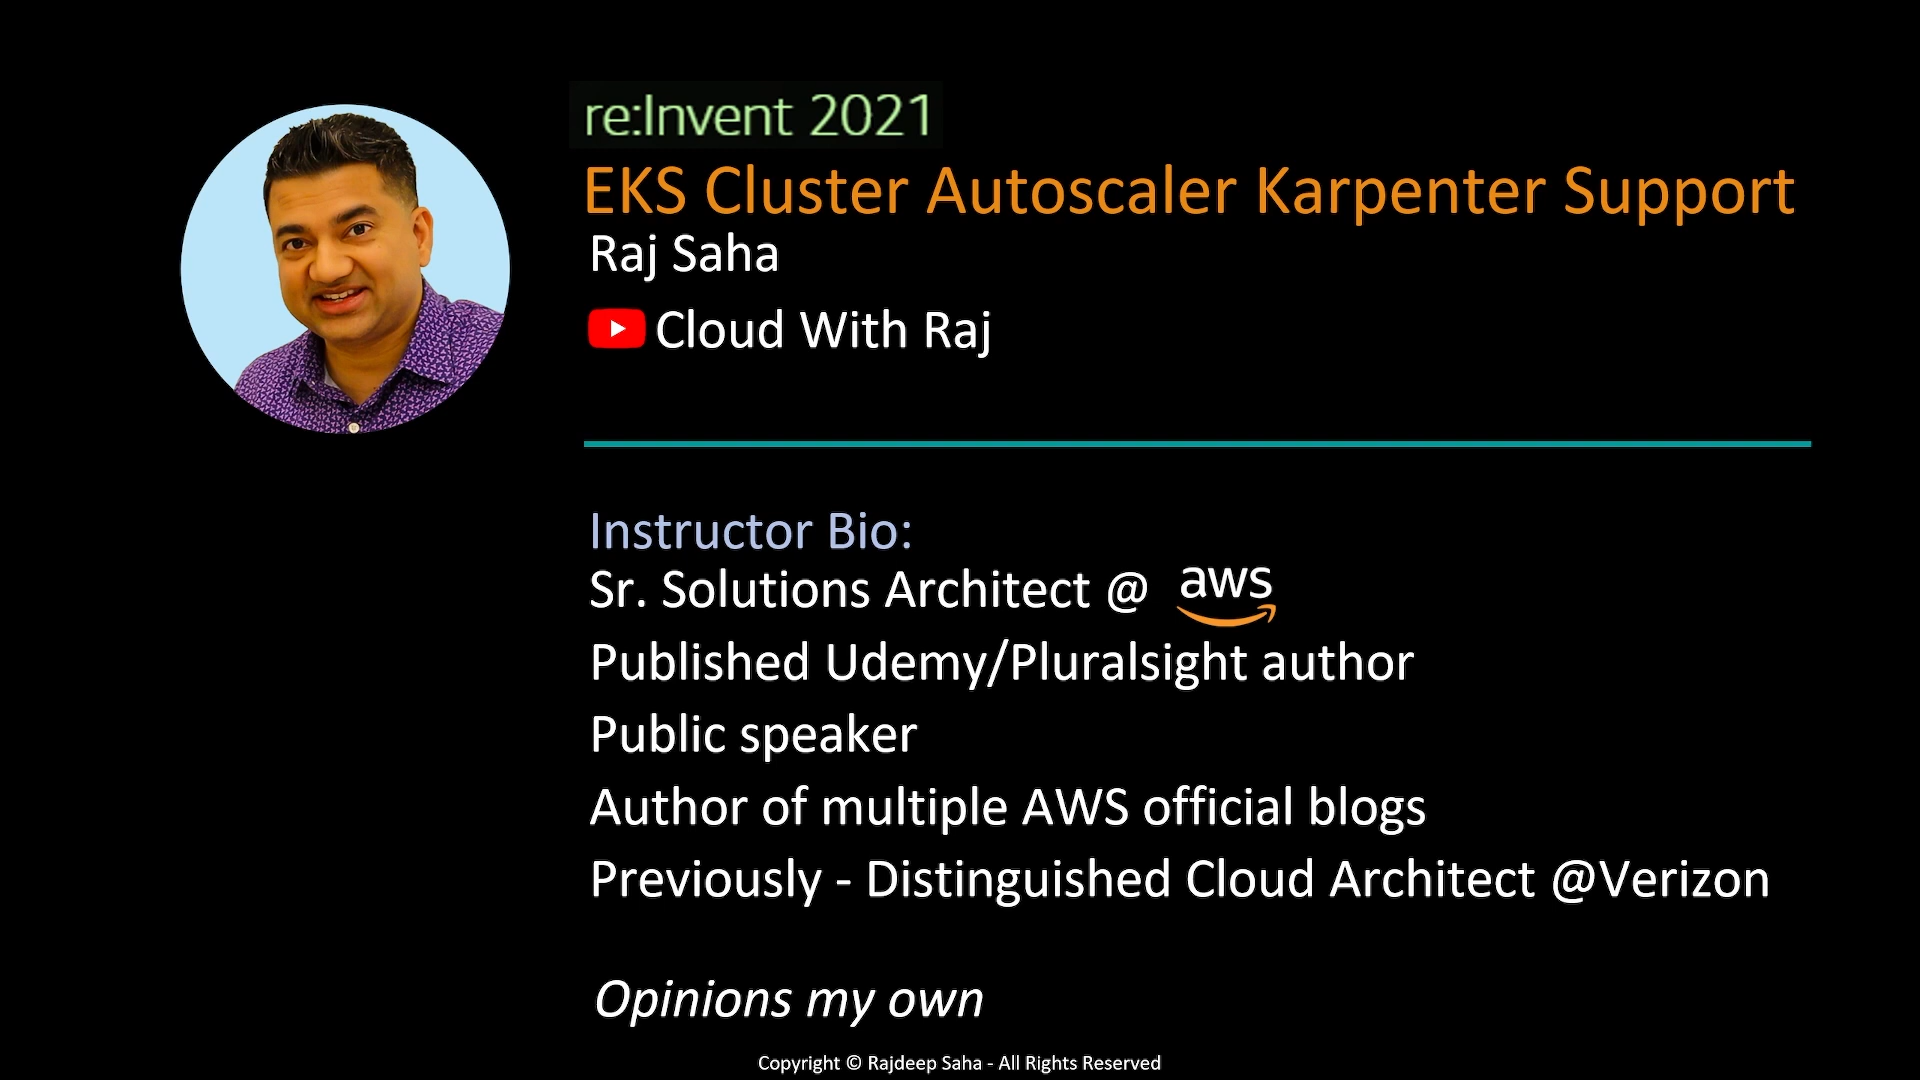 re:Invent 2021
EKS Cluster Autoscaler Karpenter Support
Raj Saha
Cloud With Raj
Instructor Bio:
Sr. Solutions Architect @ aws
Published Udemy/Pluralsight author
Public speaker
Author of multiple AWS official blogs
Previously - Distinguished Cloud Architect @Verizon
Opinions my own
Copyright © Rajdeep Saha - All Rights Reserved